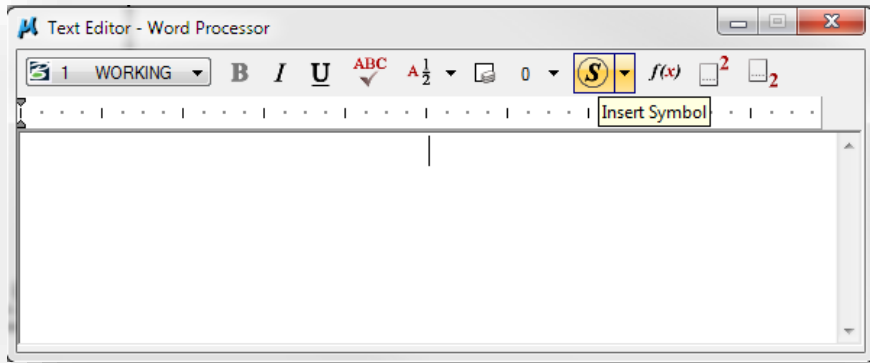 Text Editor - Word Processor
1 WORKING B I U ABC A½ 0 S f(x) 2 2
Insert Symbol